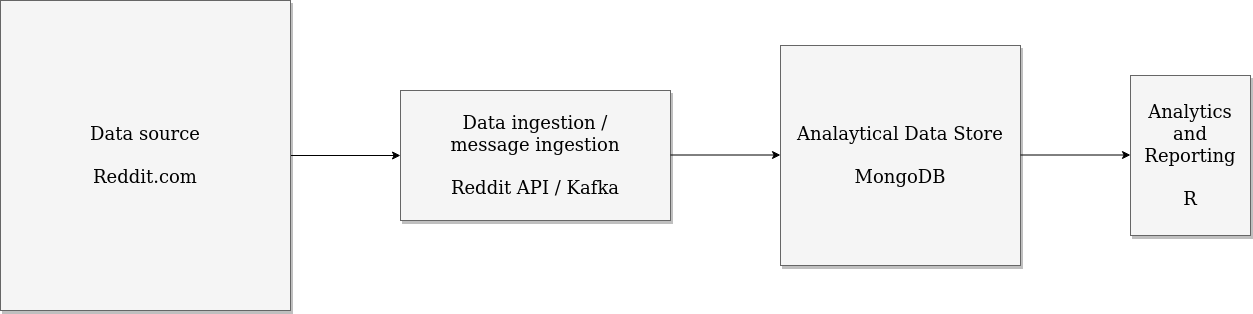 Data source
Reddit.com
Data ingestion /
message ingestion
Reddit API / Kafka
Analaytical Data Store
MongoDB
Analytics
and
Reporting
R